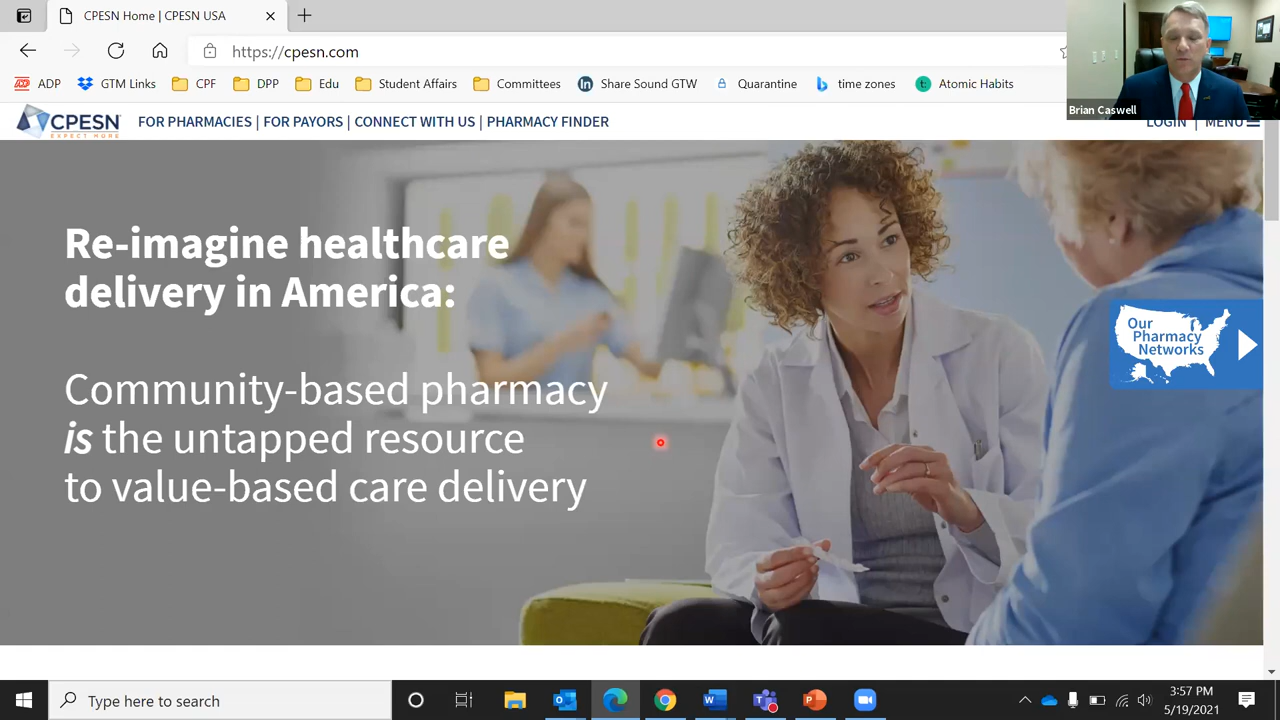 CPESN Home | CPESN USA
https://cpesn.com
ADP
GTM Links
CPF
DPP
Edu
Student Affairs
Committees
Share Sound GTW
Quarantine
time zones
Atomic Habits
Brian Caswell
CPESN
EXPECT MORE
FOR PHARMACIES | FOR PAYORS | CONNECT WITH US | PHARMACY FINDER
LOGIN | MENU
Re-imagine healthcare
delivery in America:
Community-based pharmacy
is the untapped resource
to value-based care delivery
Our
Pharmacy
Networks
Type here to search
3:57 PM
5/19/2021